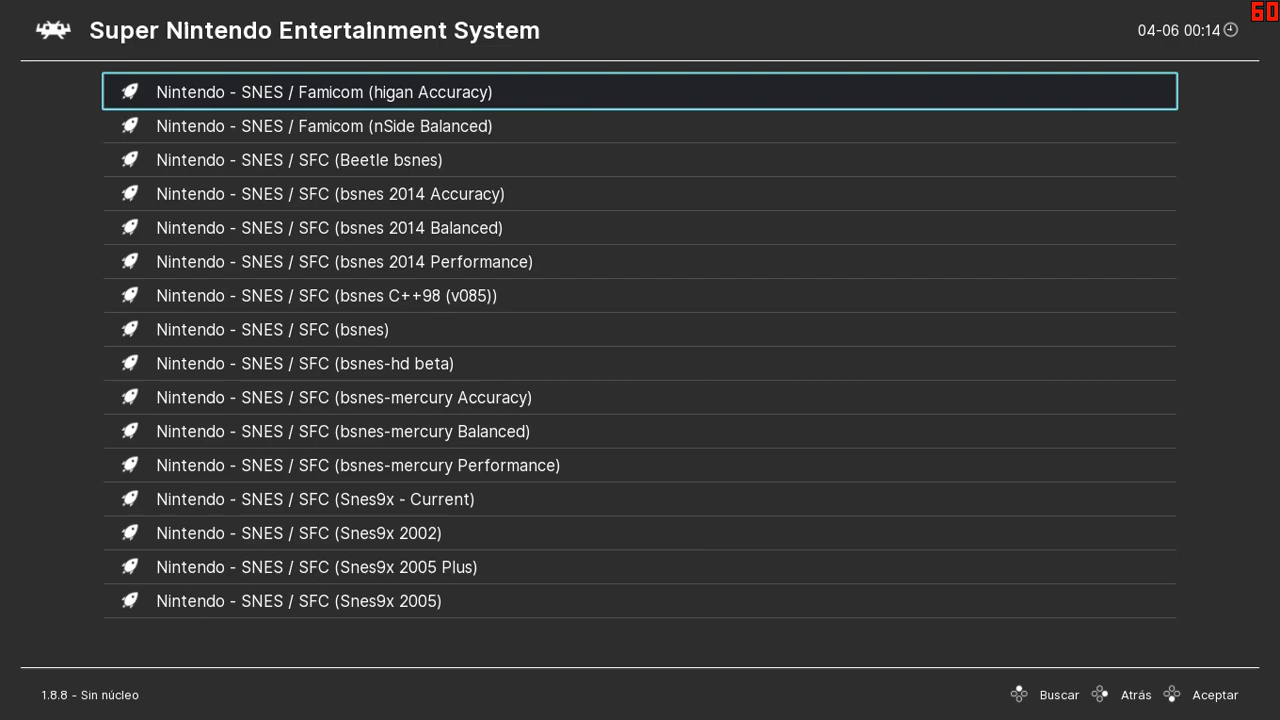 Super Nintendo Entertainment System
04-06 00:14
60
Nintendo - SNES / Famicom (higan Accuracy)
Nintendo - SNES / Famicom (nSide Balanced)
Nintendo - SNES / SFC (Beetle bsnes)
Nintendo - SNES / SFC (bsnes 2014 Accuracy)
Nintendo - SNES / SFC (bsnes 2014 Balanced)
Nintendo - SNES / SFC (bsnes 2014 Performance)
Nintendo - SNES / SFC (bsnes C++98 (v085))
Nintendo - SNES / SFC (bsnes)
Nintendo - SNES / SFC (bsnes-hd beta)
Nintendo - SNES / SFC (bsnes-mercury Accuracy)
Nintendo - SNES / SFC (bsnes-mercury Balanced)
Nintendo - SNES / SFC (bsnes-mercury Performance)
Nintendo - SNES / SFC (Snes9x - Current)
Nintendo - SNES / SFC (Snes9x 2002)
Nintendo - SNES / SFC (Snes9x 2005 Plus)
Nintendo - SNES / SFC (Snes9x 2005)
1.8.8 - Sin núcleo
Buscar Atrás Aceptar